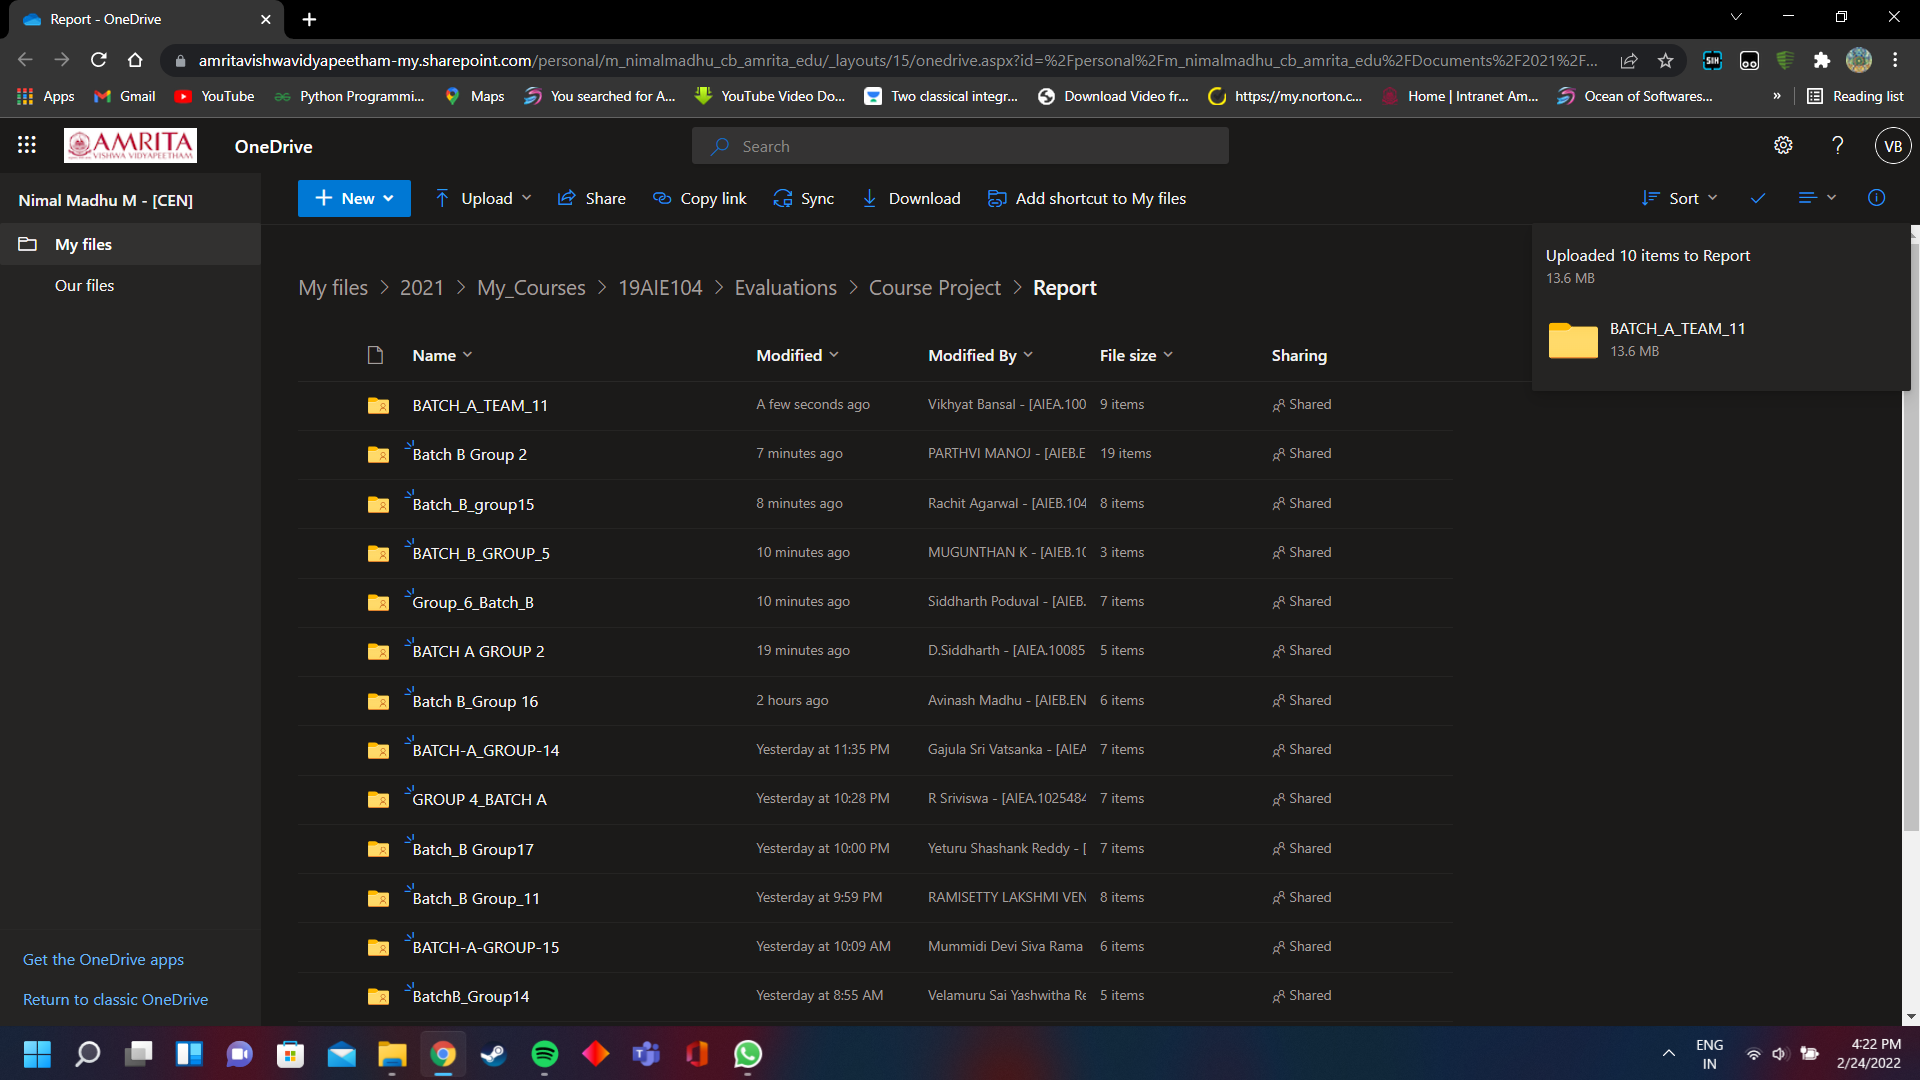 Report - OneDrive
amritavishwavidyapeetham-my.sharepoint.com/personal/m_nimalmadhu_cb_amrita_edu/_layouts/15/onedrive.aspx?id=%2Fpersonal%2Fm_nimalmadhu_cb_amrita_edu%2FDocuments%2F2021%2F...
Apps Gmail YouTube Python Programmi... Maps You searched for A... YouTube Video Do... Two classical integr... Download Video fr... https://my.norton.c... Home | Intranet Am... Ocean of Softwares... » Reading list
AMRITA
VISHWA VIDYAPEETHAM
OneDrive
Search
VB
Nimal Madhu M - [CEN]
My files
Our files
New Upload Share Copy link Sync Download Add shortcut to My files Sort
Uploaded 10 items to Report
13.6 MB
BATCH_A_TEAM_11
13.6 MB
My files > 2021 > My_Courses > 19AIE104 > Evaluations > Course Project > Report
Name Modified Modified By File size Sharing
BATCH_A_TEAM_11 A few seconds ago Vikhyat Bansal - [AIEA.100 9 items Shared
Batch B Group 2 7 minutes ago PARTHVI MANOJ - [AIEB.E 19 items Shared
Batch_B_group15 8 minutes ago Rachit Agarwal - [AIEB.104 8 items Shared
BATCH_B_GROUP_5 10 minutes ago MUGUNTHAN K - [AIEB.10 3 items Shared
Group_6_Batch_B 10 minutes ago Siddharth Poduval - [AIEB. 7 items Shared
BATCH A GROUP 2 19 minutes ago D.Siddharth - [AIEA.10085 5 items Shared
Batch B_Group 16 2 hours ago Avinash Madhu - [AIEB.EN 6 items Shared
BATCH-A_GROUP-14 Yesterday at 11:35 PM Gajula Sri Vatsanka - [AIEA 7 items Shared
GROUP 4_BATCH A Yesterday at 10:28 PM R Sriviswa - [AIEA.1025484 7 items Shared
Batch_B Group17 Yesterday at 10:00 PM Yeturu Shashank Reddy - [ 7 items Shared
Batch_B Group_11 Yesterday at 9:59 PM RAMISETTY LAKSHMI VEN 8 items Shared
BATCH-A-GROUP-15 Yesterday at 10:09 AM Mummidi Devi Siva Rama 6 items Shared
BatchB_Group14 Yesterday at 8:55 AM Velamuru Sai Yashwitha Re 5 items Shared
Get the OneDrive apps
Return to classic OneDrive
ENG
IN
4:22 PM
2/24/2022